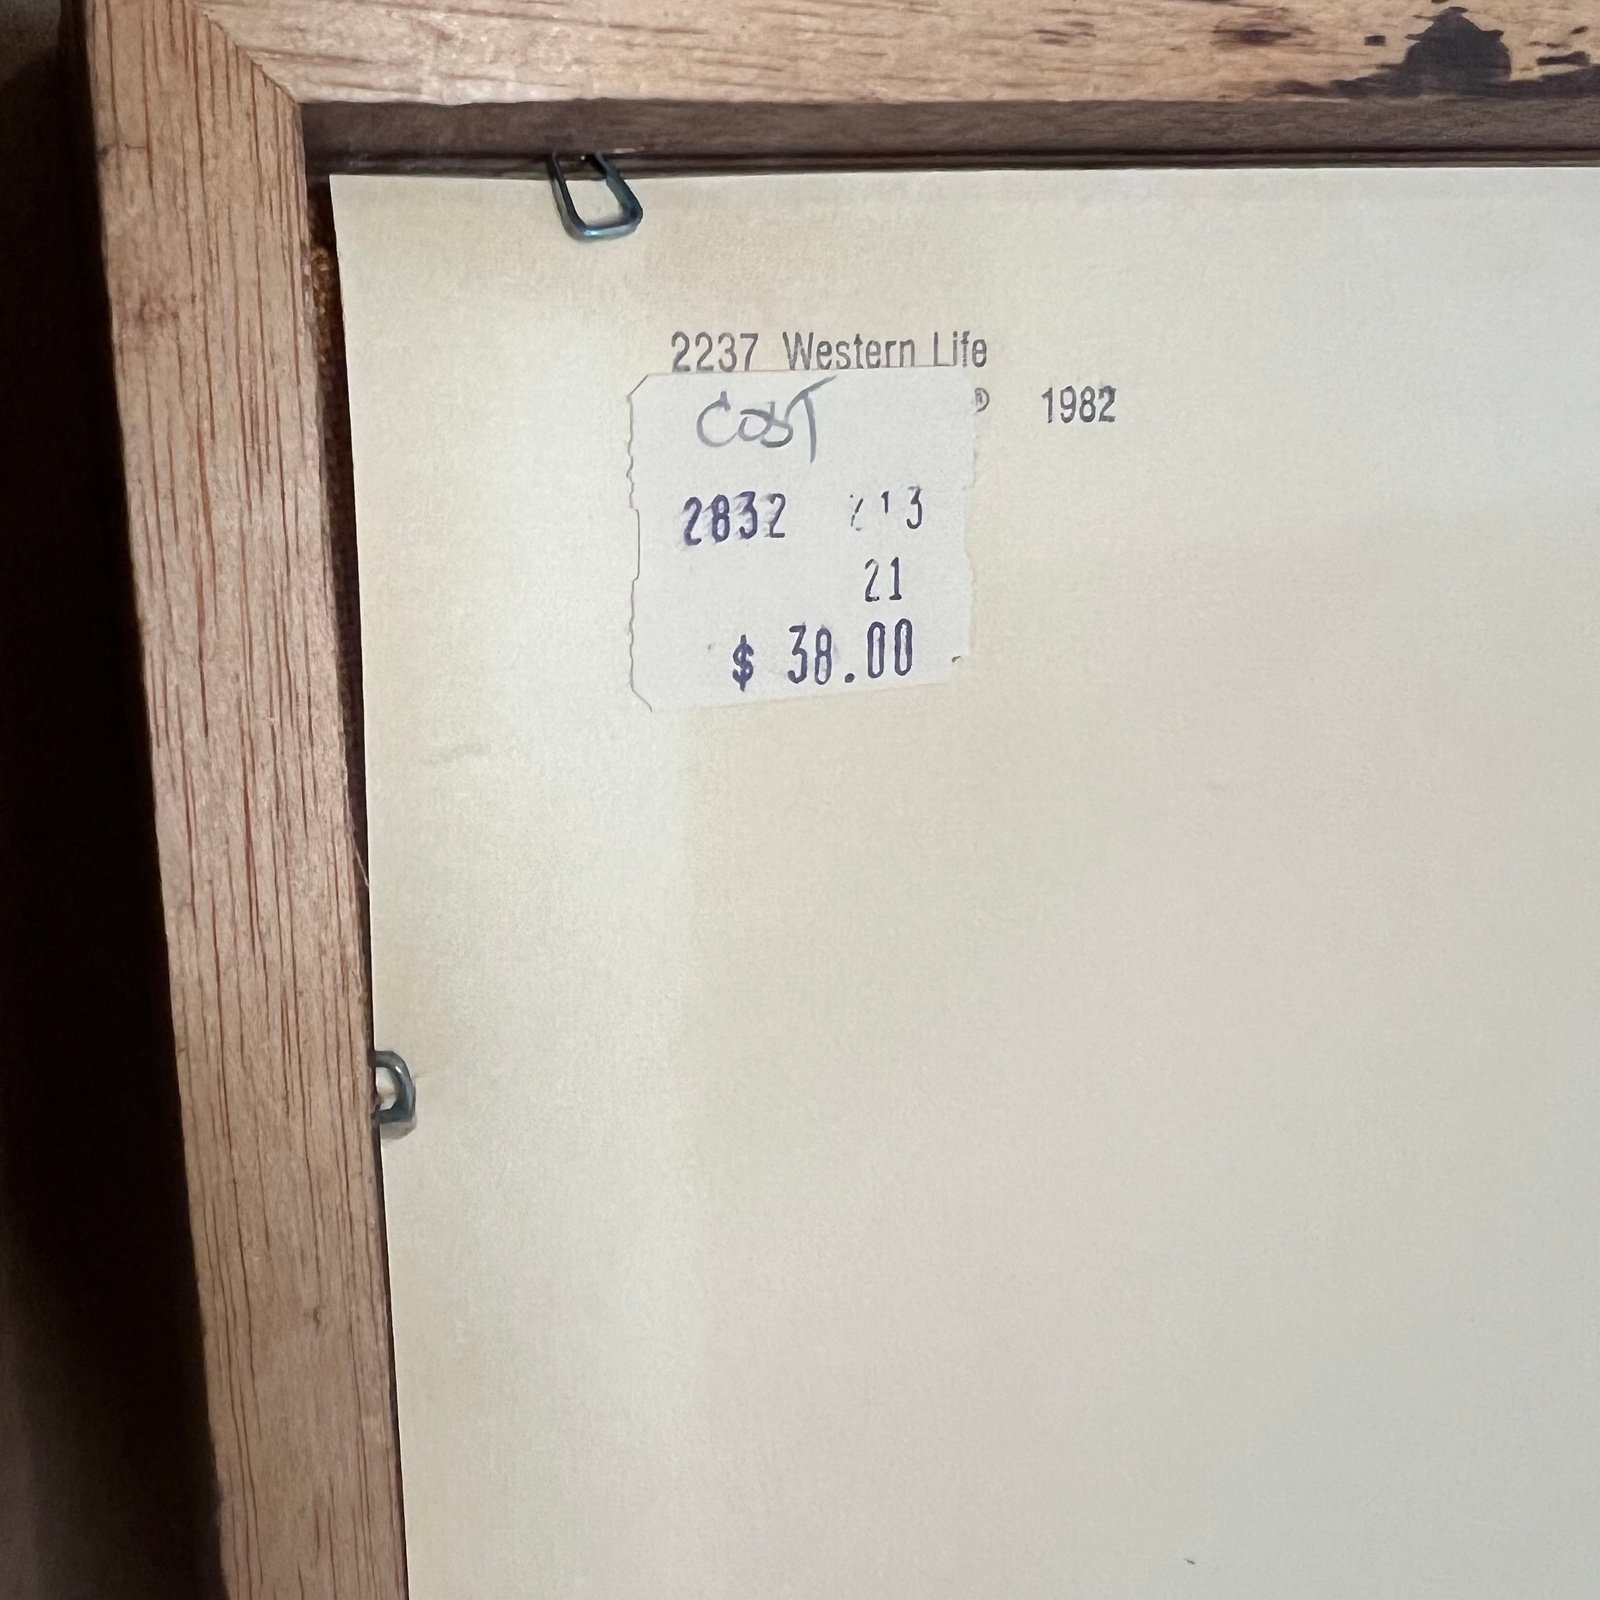 2237 Western Life
® 1982
COST
2832
21
$ 38.00